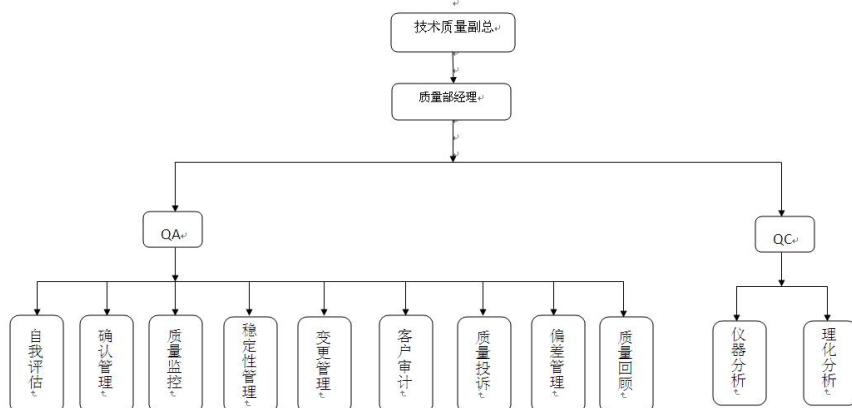 技术质量副总
质量部经理
QA
QC
自我评估
确认管理
质量监控
稳定性管理
变更管理
客户审计
质量投诉
偏差管理
质量回顾
仪器分析
理化分析